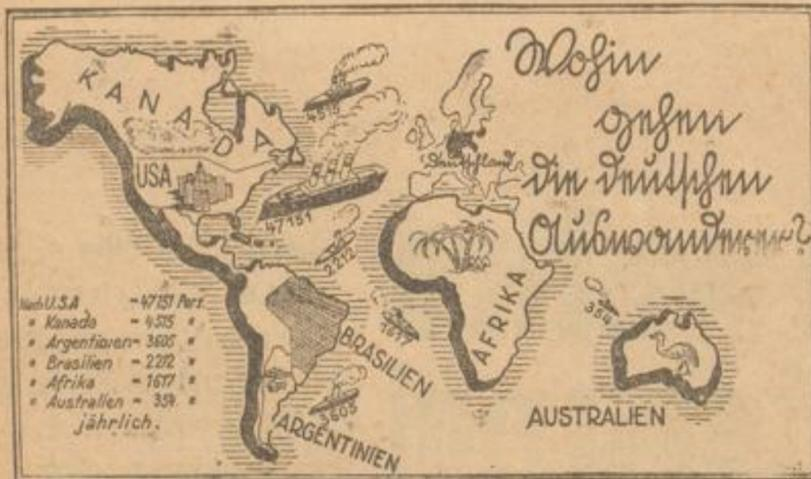 Wohin
gehen
die deutschen
Auswanderer?
KANADA
USA
Deutschland
4515
47151
2212
1617
3605
354
AFRIKA
BRASILIEN
ARGENTINIEN
AUSTRALIEN
Nach U.S.A - 47151 Pers.
" Kanada - 4515 "
" Argentinien - 3605 "
" Brasilien - 2212 "
" Afrika - 1617 "
" Australien - 354 "
jährlich.